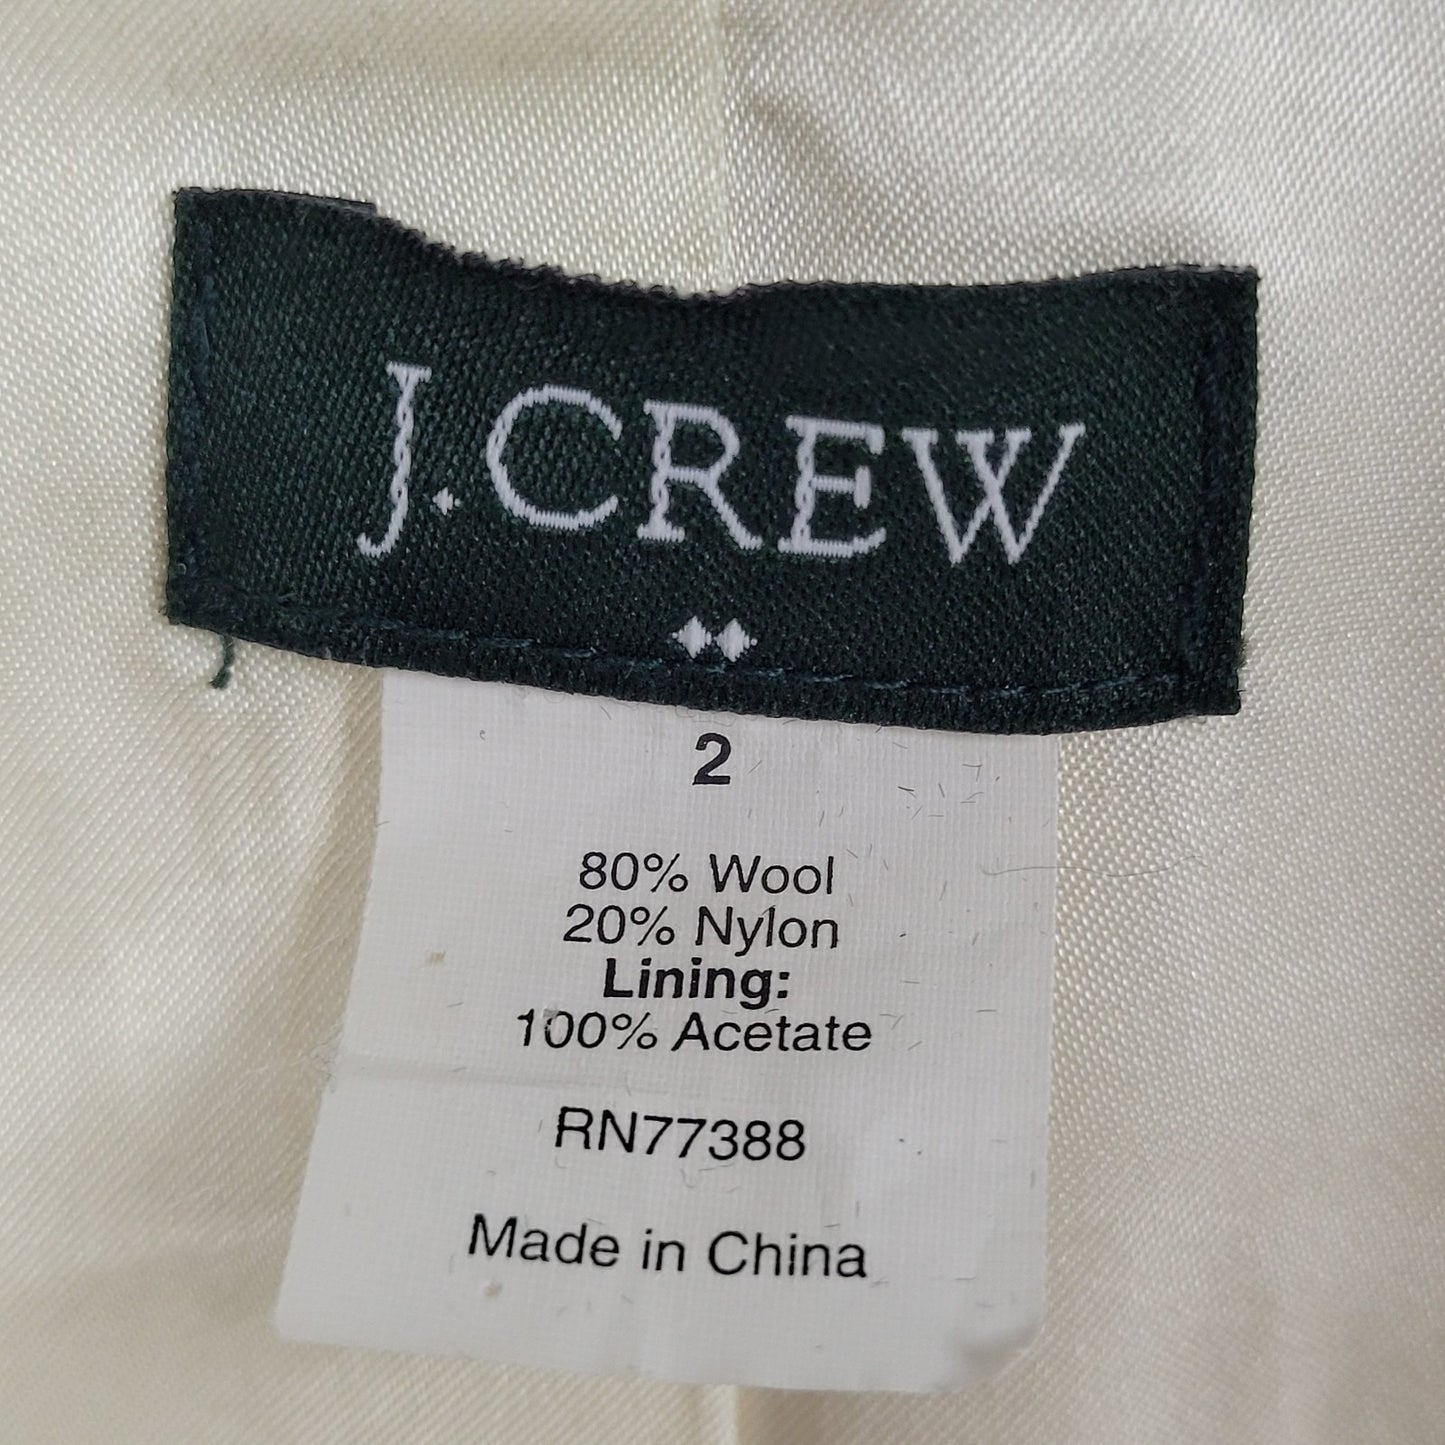 J.CREW
2
80% Wool
20% Nylon
Lining:
100% Acetate
RN77388
Made in China